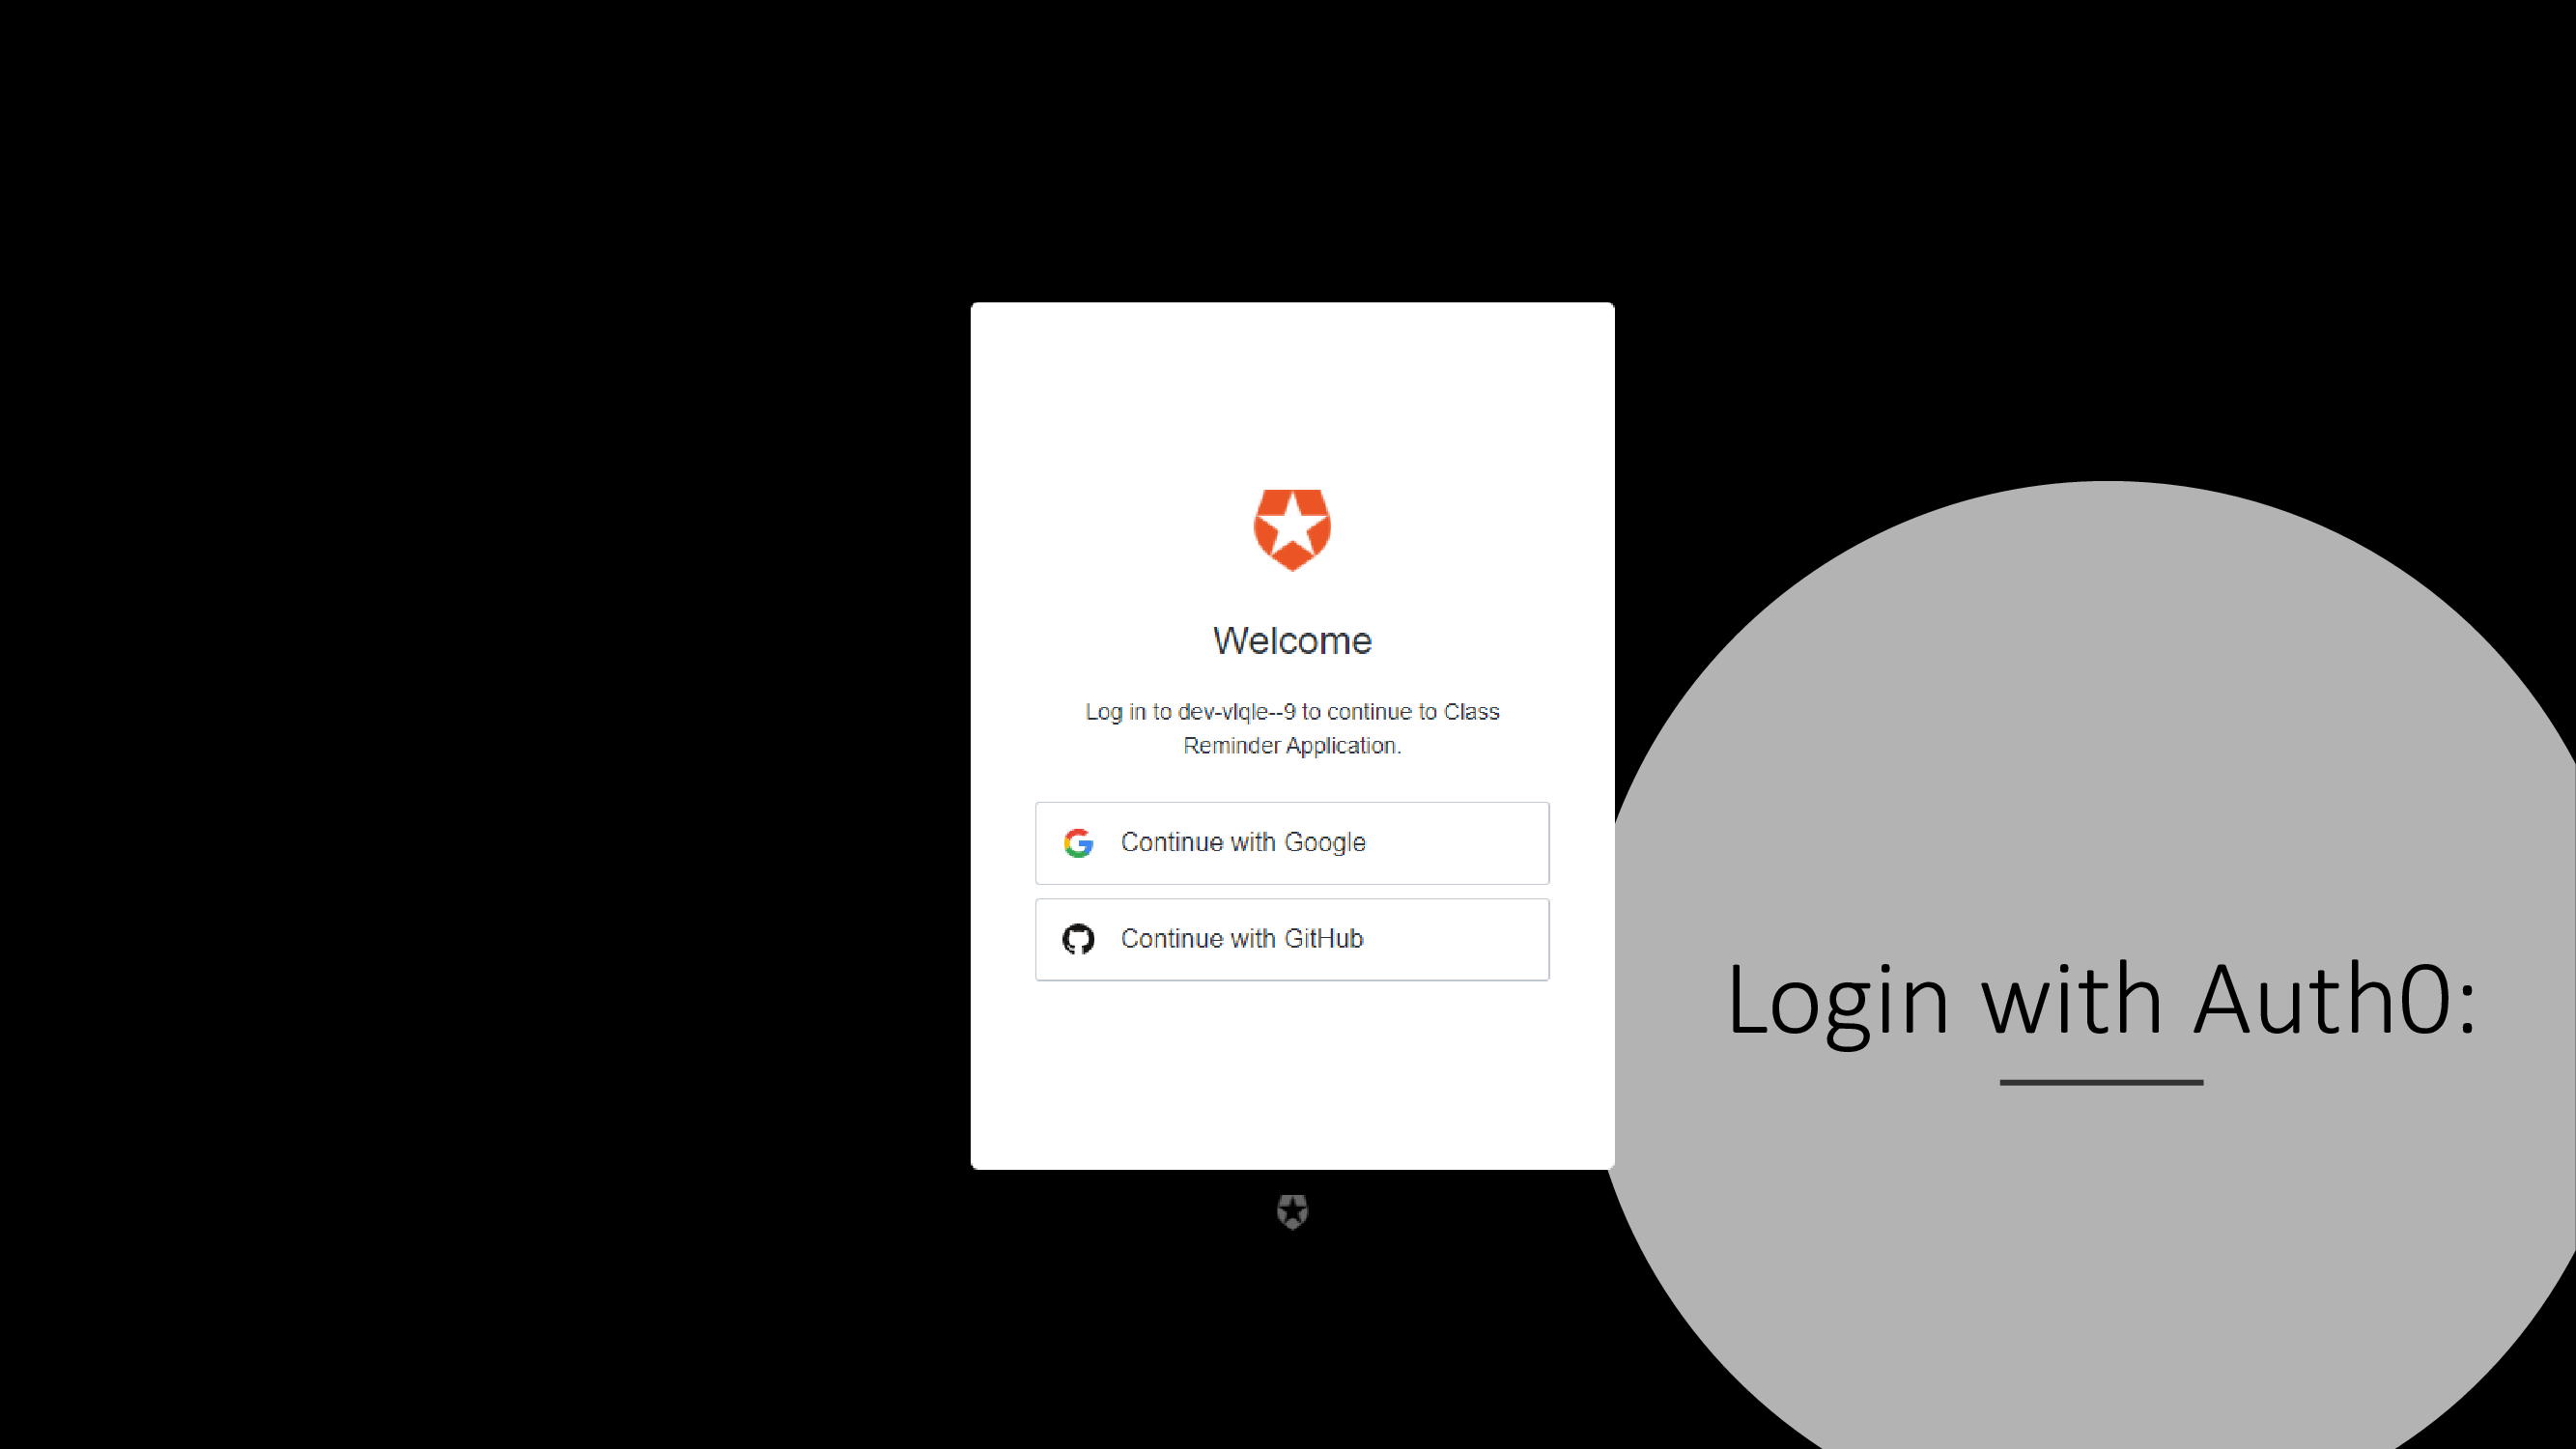 Welcome
Log in to dev-vlqle--9 to continue to Class
Reminder Application.
Continue with Google
Continue with GitHub
Login with Auth0: